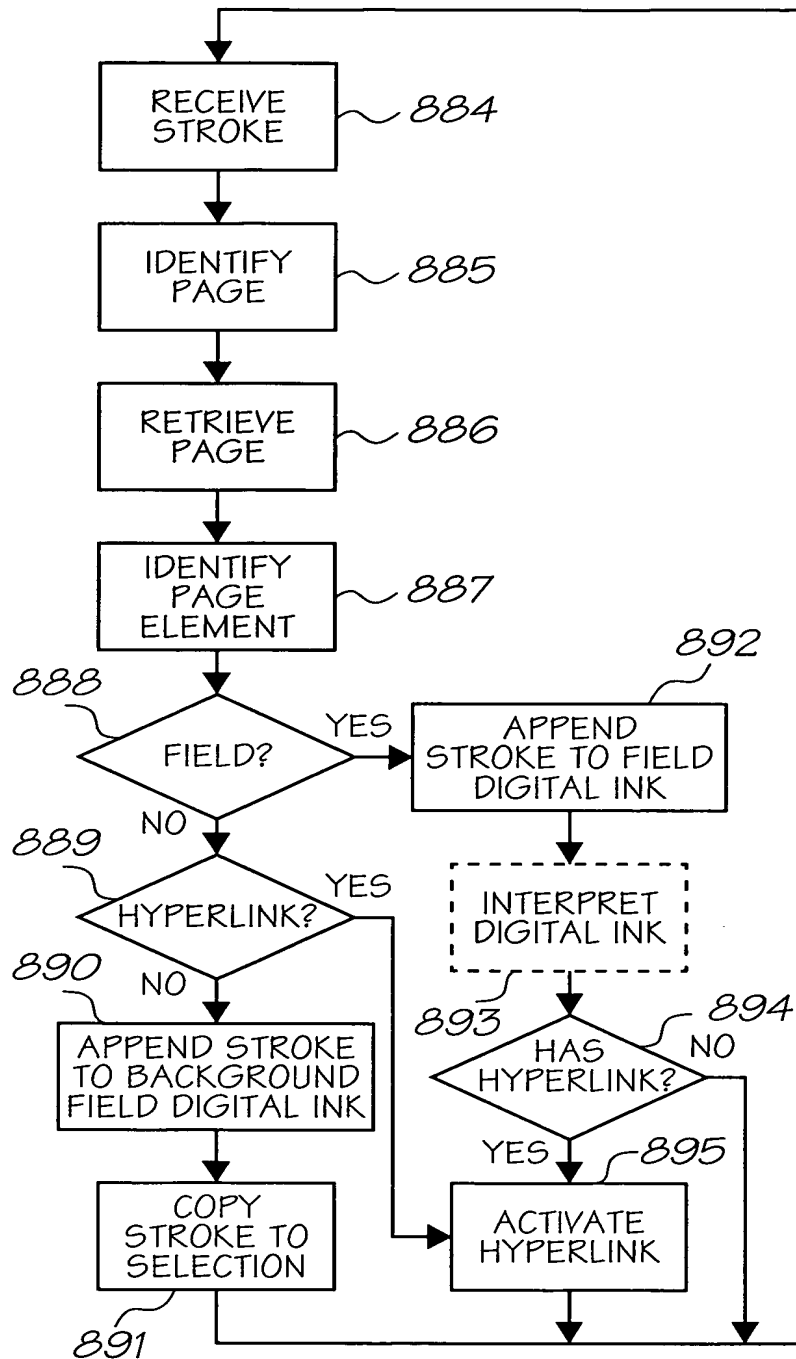 RECEIVE
STROKE
884
IDENTIFY
PAGE
885
RETRIEVE
PAGE
886
IDENTIFY
PAGE
ELEMENT
887
888
FIELD?
YES
NO
892
APPEND
STROKE TO FIELD
DIGITAL INK
889
HYPERLINK?
YES
NO
INTERPRET
DIGITAL INK
893
890
APPEND STROKE
TO BACKGROUND
FIELD DIGITAL INK
894
HAS
HYPERLINK?
NO
YES
COPY
STROKE TO
SELECTION
891
895
ACTIVATE
HYPERLINK